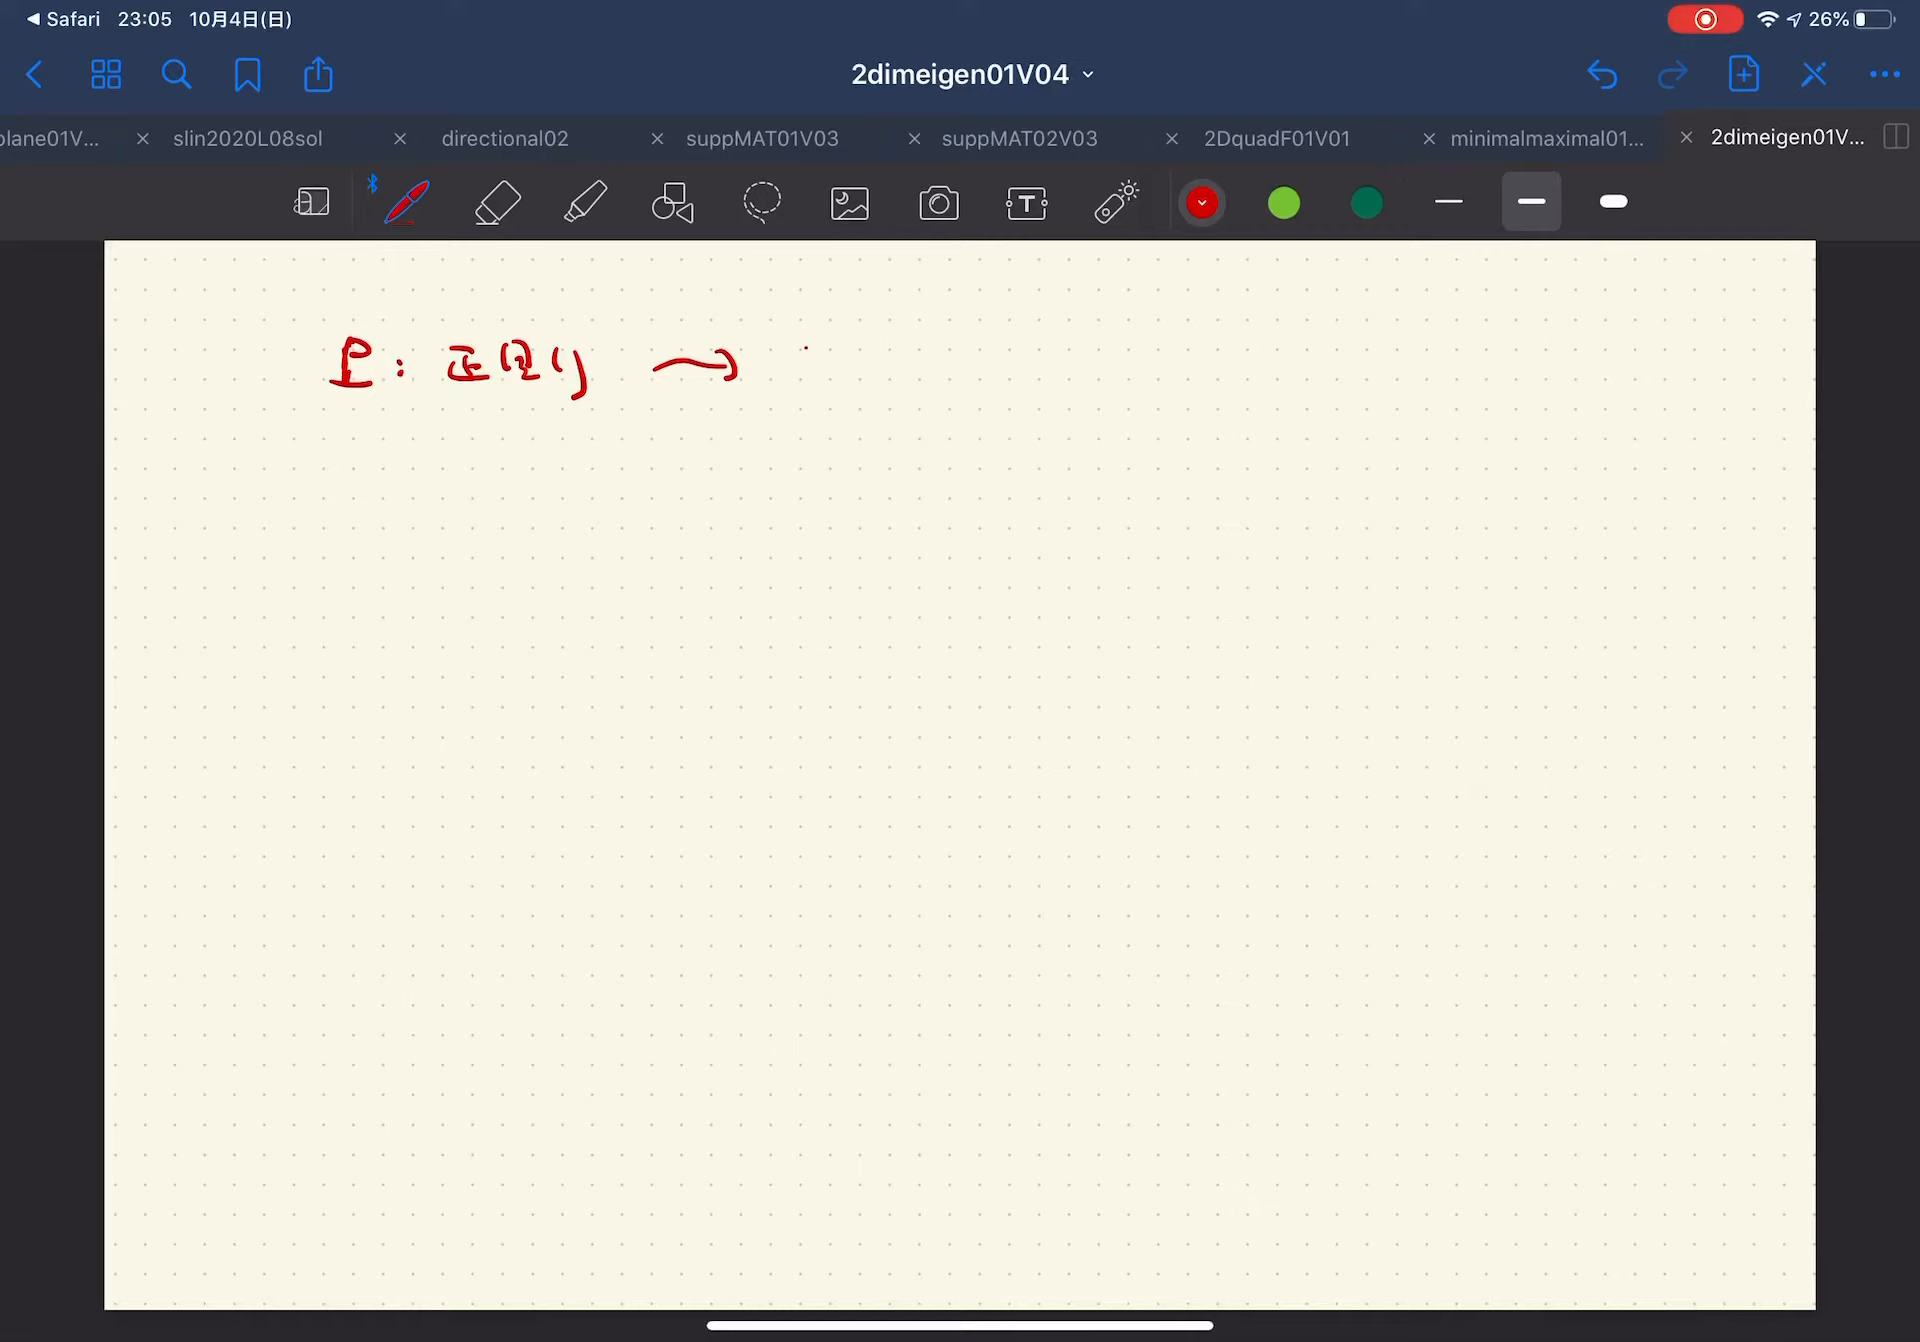 ◀ Safari 23:05 10月4日(日) 26%
2dimeigen01V04
plane01V... × slin2020L08sol × directional02 × suppMAT01V03 × suppMAT02V03 × 2DquadF01V01 × minimalmaximal01... × 2dimeigen01V...
T
P: 正則 →